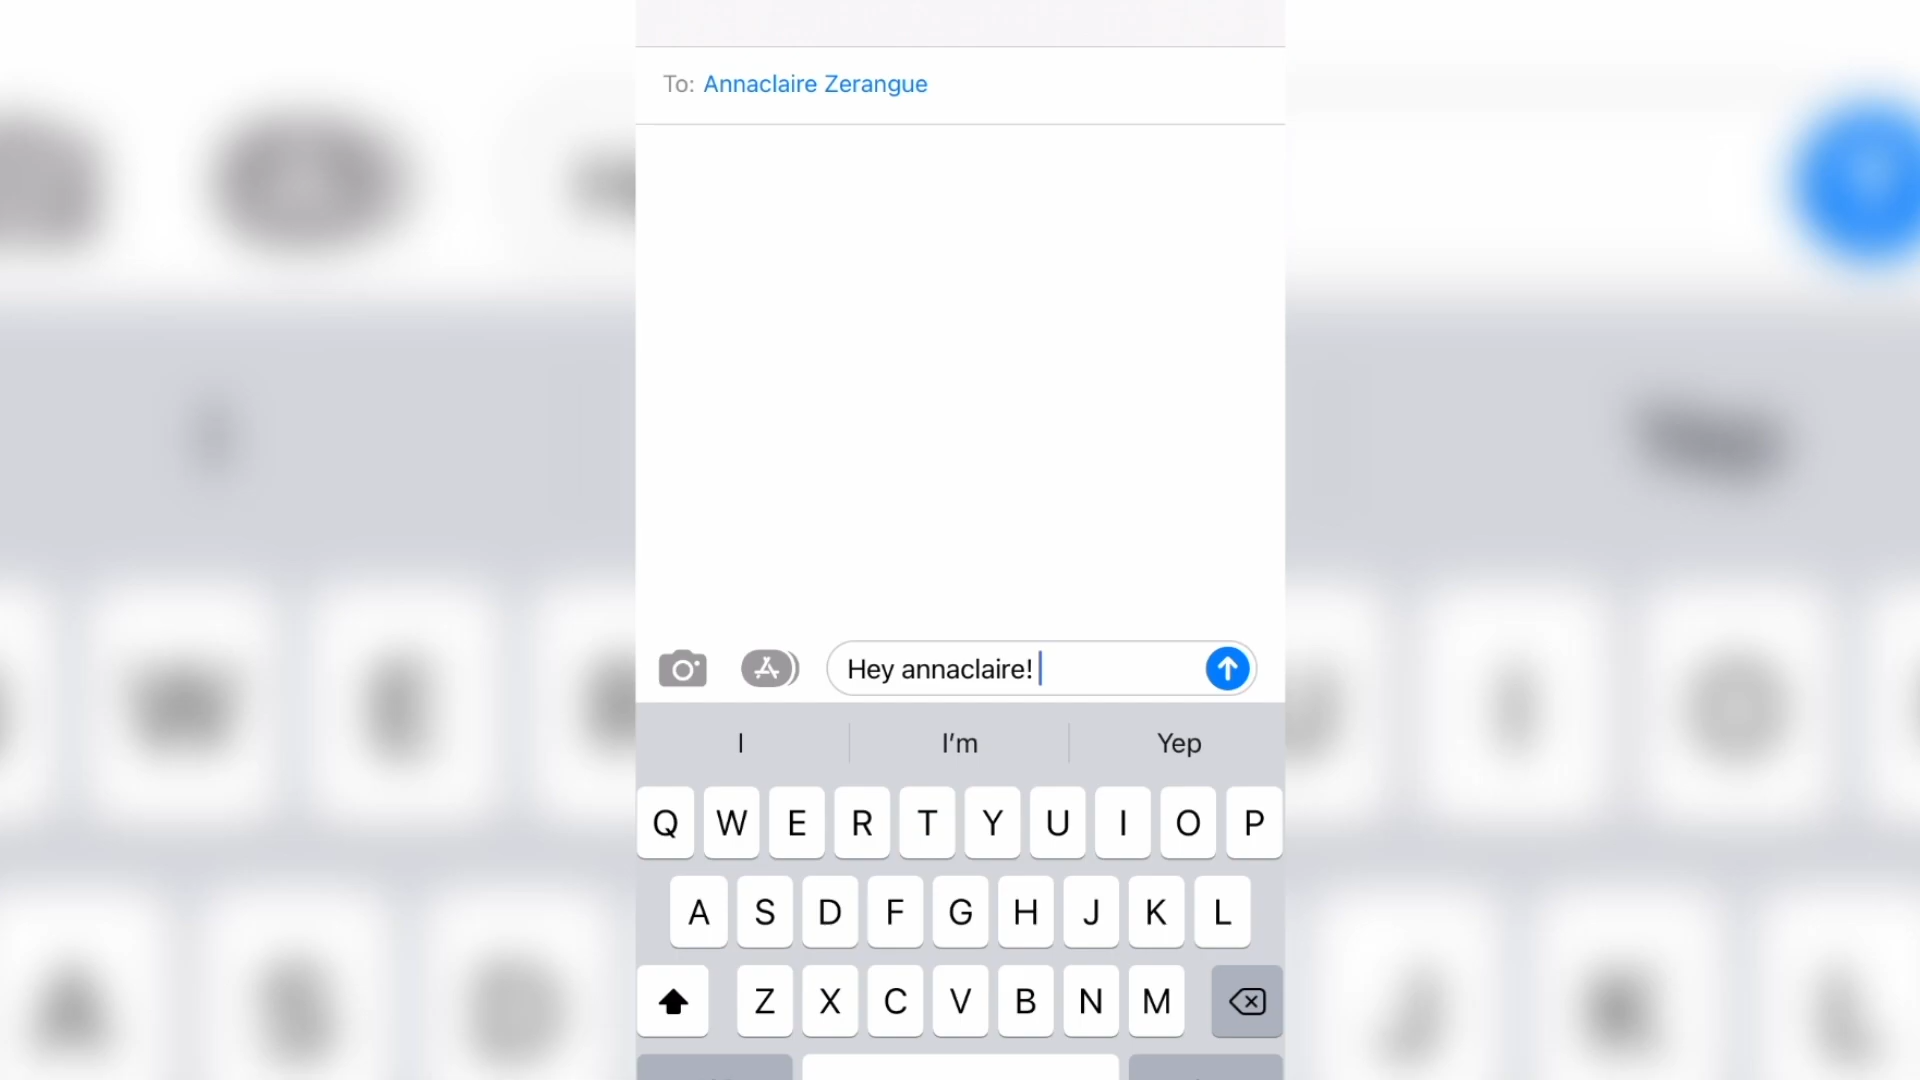 To: Annaclaire Zerangue
Hey annaclaire!
I I’m Yep
Q W E R T Y U I O P
A S D F G H J K L
Z X C V B N M